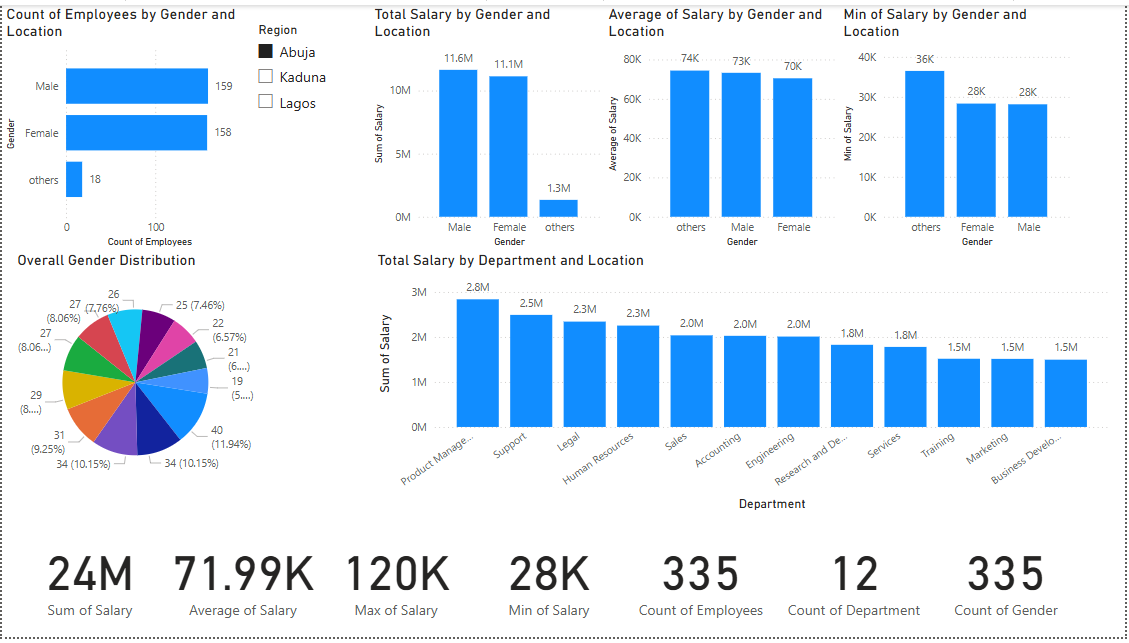 Count of Employees by Gender and
Location
Gender
Male
159
Female
158
others
18
0
100
Count of Employees
Region
Abuja
Kaduna
Lagos
Total Salary by Gender and
Location
Sum of Salary
10M
5M
0M
11.6M
11.1M
1.3M
Male
Female
others
Gender
Average of Salary by Gender and
Location
Average of Salary
80K
60K
40K
20K
0K
74K
73K
70K
others
Male
Female
Gender
Min of Salary by Gender and
Location
Min of Salary
40K
30K
20K
10K
0K
36K
28K
28K
others
Female
Male
Gender
Overall Gender Distribution
25 (7.46%)
22
(6.57%)
21
(6....)
19
(5....)
40
(11.94%)
34 (10.15%)
34 (10.15%)
31
(9.25%)
29
(8....)
27
(8.06...)
27
(8.06%)
26
(7.76%)
Total Salary by Department and Location
Sum of Salary
3M
2M
1M
0M
2.8M
2.5M
2.3M
2.3M
2.0M
2.0M
2.0M
1.8M
1.8M
1.5M
1.5M
1.5M
Product Manage...
Support
Legal
Human Resources
Sales
Accounting
Engineering
Research and De...
Services
Training
Marketing
Business Develo...
Department
24M
Sum of Salary
71.99K
Average of Salary
120K
Max of Salary
28K
Min of Salary
335
Count of Employees
12
Count of Department
335
Count of Gender